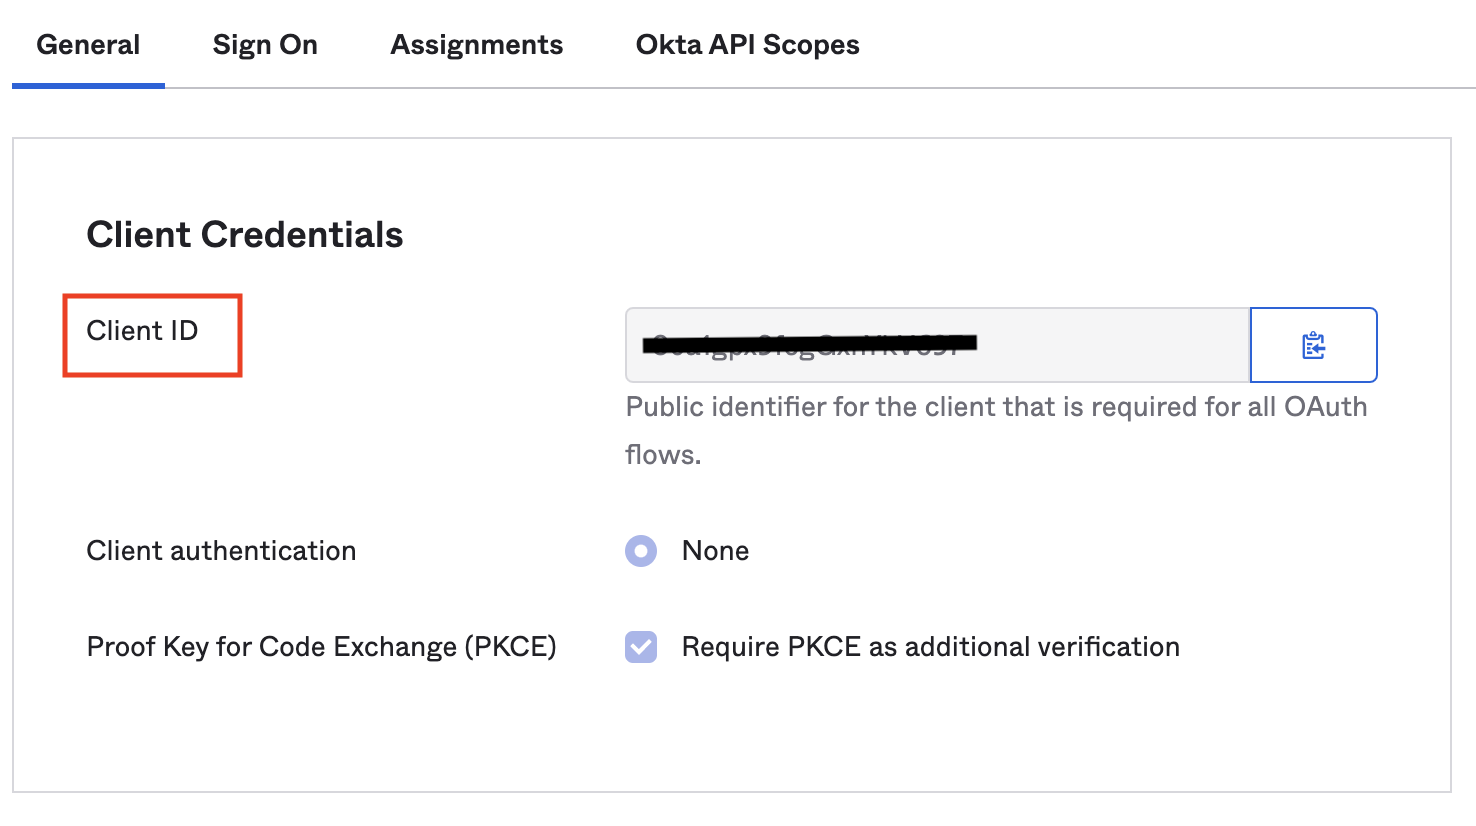 General Sign On Assignments Okta API Scopes
Client Credentials
Client ID
Public identifier for the client that is required for all OAuth
flows.
Client authentication None
Proof Key for Code Exchange (PKCE) Require PKCE as additional verification